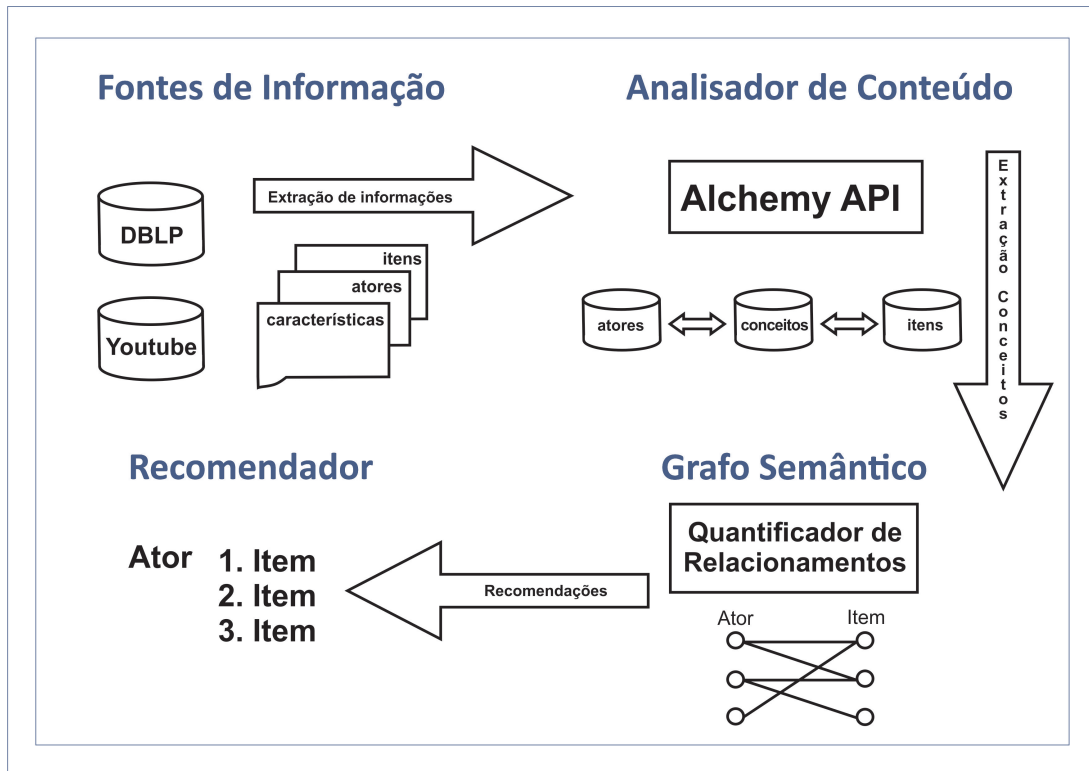 Fontes de Informação
DBLP
Youtube
Extração de informações
itens
atores
características
Analisador de Conteúdo
Alchemy API
atores
conceitos
itens
Extração Conceitos
Grafo Semântico
Quantificador de
Relacionamentos
Ator Item
Recomendações
Recomendador
Ator 1. Item
2. Item
3. Item